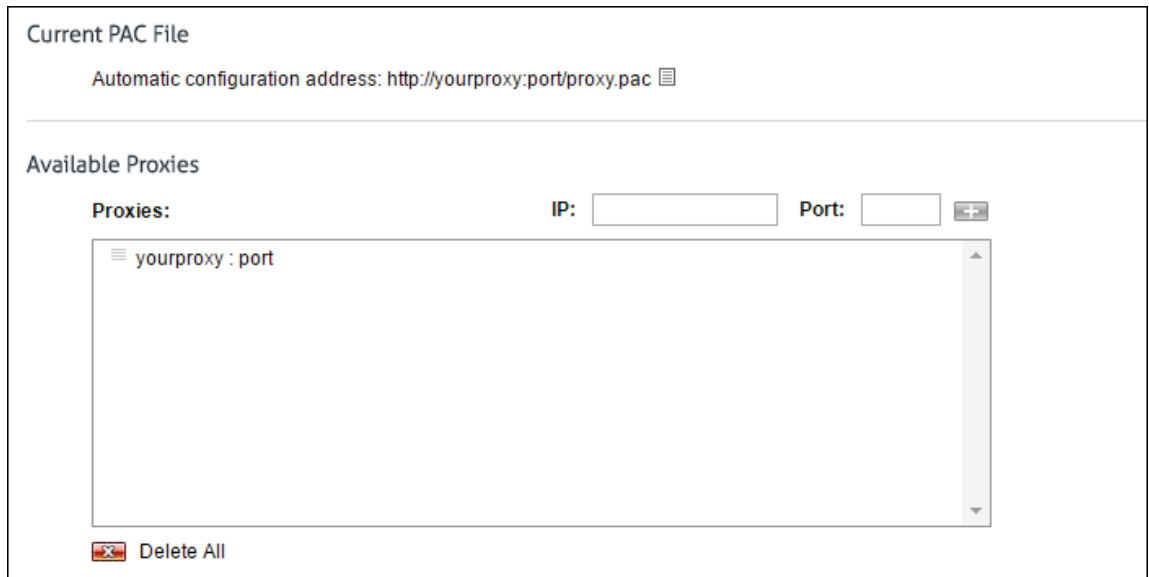 Current PAC File
Automatic configuration address: http://yourproxy:port/proxy.pac
Available Proxies
Proxies: IP: Port:
yourproxy : port
Delete All